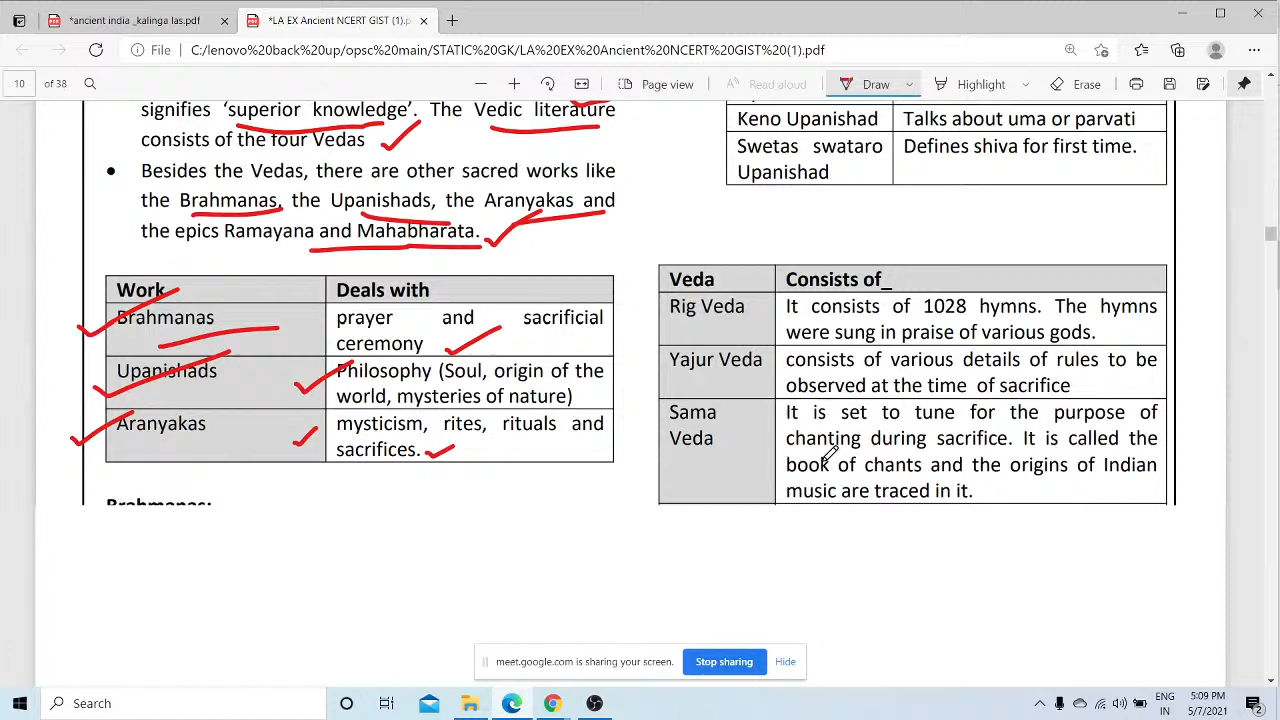 *ancient india _kalinga las.pdf
*LA EX Ancient NCERT GIST (1).p
File
C:/lenovo%20back%20up/opsc%20main/STATIC%20GK/LA%20EX%20Ancient%20NCERT%20GIST%20(1).pdf
10 of 38
Page view
Read aloud
Draw
Highlight
Erase
signifies ‘superior knowledge’. The Vedic literature
consists of the four Vedas
• Besides the Vedas, there are other sacred works like
the Brahmanas, the Upanishads, the Aranyakas and
the epics Ramayana and Mahabharata.
Work Deals with
Brahmanas prayer and sacrificial
ceremony
Upanishads Philosophy (Soul, origin of the
world, mysteries of nature)
Aranyakas mysticism, rites, rituals and
sacrifices.
Brahmanas:
Keno Upanishad Talks about uma or parvati
Swetas swataro Defines shiva for first time.
Upanishad
Veda Consists of_
Rig Veda It consists of 1028 hymns. The hymns
were sung in praise of various gods.
Yajur Veda consists of various details of rules to be
observed at the time of sacrifice
Sama It is set to tune for the purpose of
Veda chanting during sacrifice. It is called the
book of chants and the origins of Indian
music are traced in it.
meet.google.com is sharing your screen.
Stop sharing
Hide
Search
ENG
IN
5:09 PM
5/7/2021
2